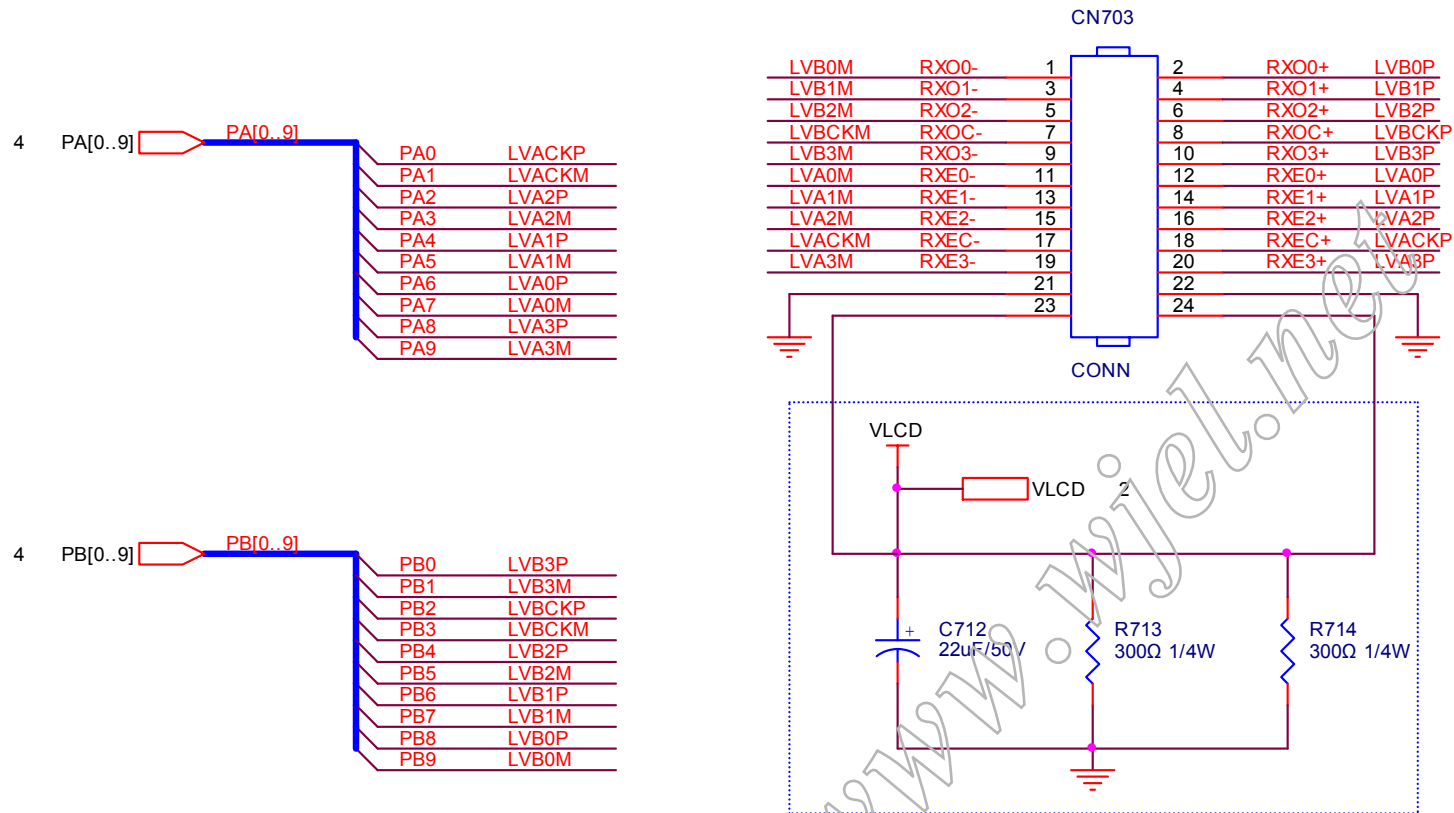 4 PA[0..9] PA[0..9]
PA0 LVACKP
PA1 LVACKM
PA2 LVA2P
PA3 LVA2M
PA4 LVA1P
PA5 LVA1M
PA6 LVA0P
PA7 LVA0M
PA8 LVA3P
PA9 LVA3M
4 PB[0..9] PB[0..9]
PB0 LVB3P
PB1 LVB3M
PB2 LVBCKP
PB3 LVBCKM
PB4 LVB2P
PB5 LVB2M
PB6 LVB1P
PB7 LVB1M
PB8 LVB0P
PB9 LVB0M
CN703
LVB0M RXO0- 1 2 RXO0+ LVB0P
LVB1M RXO1- 3 4 RXO1+ LVB1P
LVB2M RXO2- 5 6 RXO2+ LVB2P
LVBCKM RXOC- 7 8 RXOC+ LVBCKP
LVB3M RXO3- 9 10 RXO3+ LVB3P
LVA0M RXE0- 11 12 RXE0+ LVA0P
LVA1M RXE1- 13 14 RXE1+ LVA1P
LVA2M RXE2- 15 16 RXE2+ LVA2P
LVACKM RXEC- 17 18 RXEC+ LVACKP
LVA3M RXE3- 19 20 RXE3+ LVA3P
21 22
23 24
CONN
VLCD
VLCD 2
+ C712
22uF/50V
R713
300Ω 1/4W
R714
300Ω 1/4W
www.wjel.net